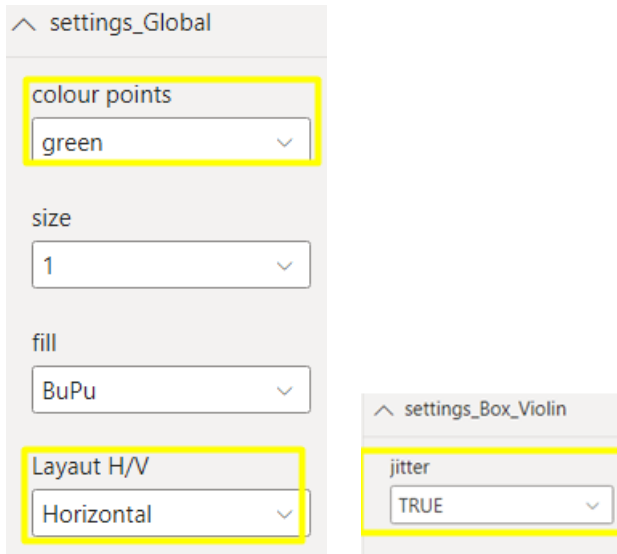 settings_Global
colour points
green
size
1
fill
BuPu
Layaut H/V
Horizontal
settings_Box_Violin
jitter
TRUE